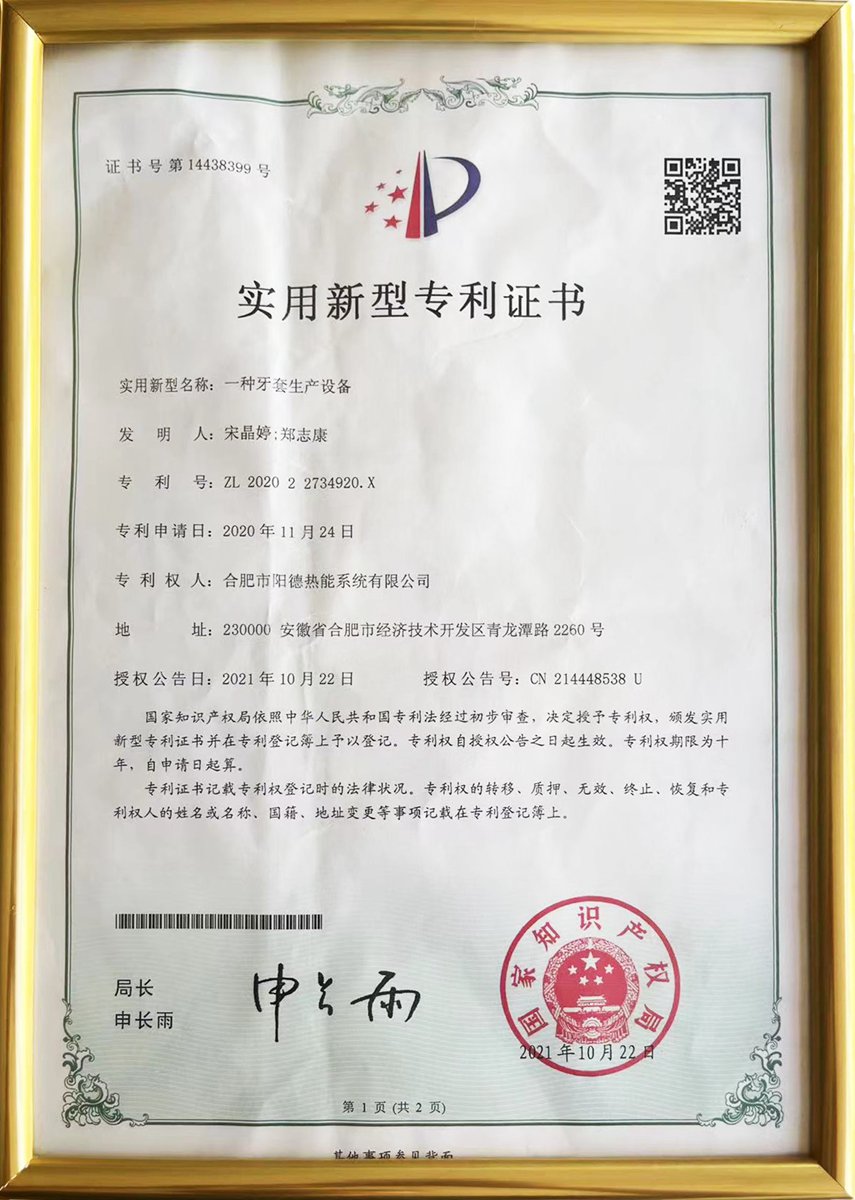 证书号第14438399号
实用新型专利证书
实用新型名称：一种牙套生产设备
发明人：宋晶婷;郑志康
专利号：ZL 2020 2 2734920.X
专利申请日：2020年11月24日
专利权人：合肥市阳德热能系统有限公司
地址：230000 安徽省合肥市经济技术开发区青龙潭路2260号
授权公告日：2021年10月22日 授权公告号：CN 214448538 U
国家知识产权局依照中华人民共和国专利法经过初步审查，决定授予专利权，颁发实用
新型专利证书并在专利登记簿上予以登记。专利权自授权公告之日起生效。专利权期限为十
年，自申请日起算。
专利证书记载专利权登记时的法律状况。专利权的转移、质押、无效、终止、恢复和专
利权人的姓名或名称、国籍、地址变更等事项记载在专利登记簿上。
局长
申长雨
申长雨
国家知识产权局
2021年10月22日
第1页(共2页)
其他事项参见背面